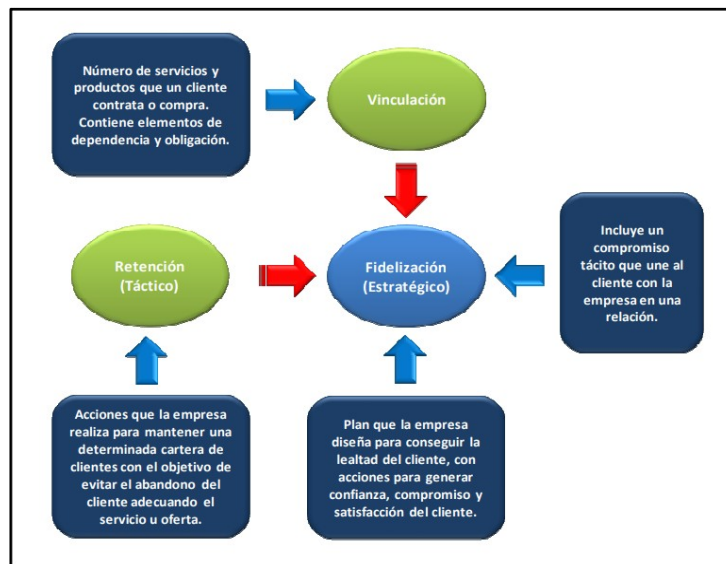 Número de servicios y
productos que un cliente
contrata o compra.
Contiene elementos de
dependencia y obligación.
Vinculación
Retención
(Táctico)
Fidelización
(Estratégico)
Incluye un
compromiso
tácito que une al
cliente con la
empresa en una
relación.
Acciones que la empresa
realiza para mantener una
determinada cartera de
clientes con el objetivo de
evitar el abandono del
cliente adecuando el
servicio u oferta.
Plan que la empresa
diseña para conseguir la
lealtad del cliente, con
acciones para generar
confianza, compromiso y
satisfacción del cliente.